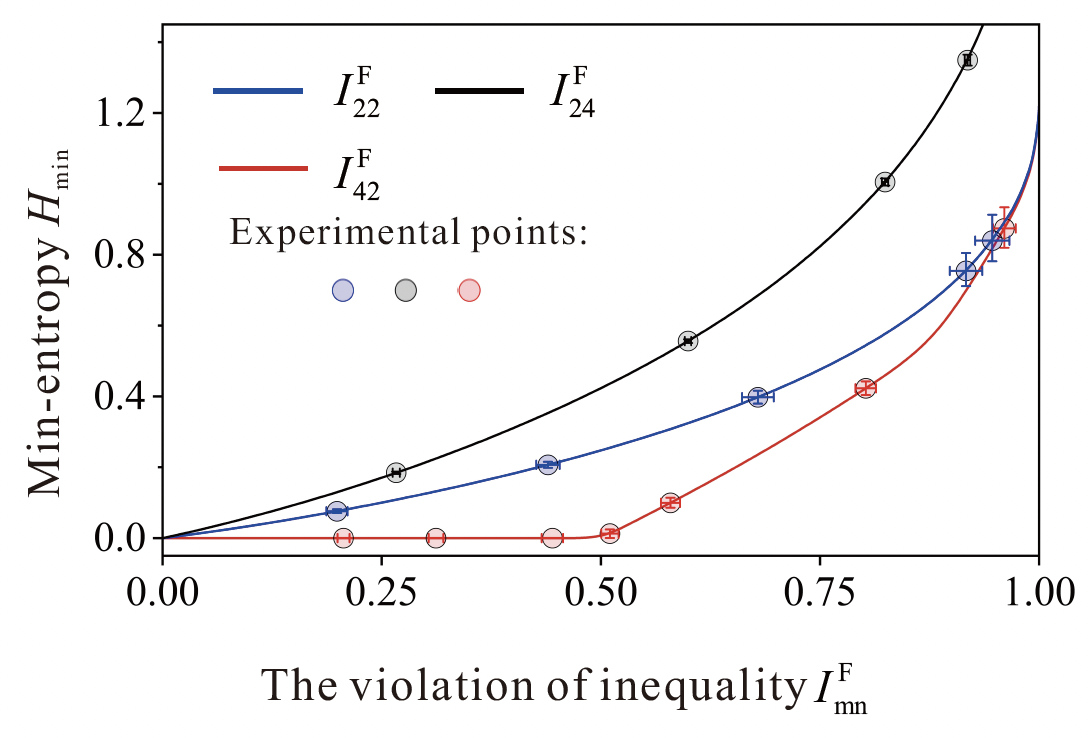 I^F_22 I^F_24
I^F_42
Experimental points:
Min-entropy H_min
1.2
0.8
0.4
0.0
0.00 0.25 0.50 0.75 1.00
The violation of inequality I^F_mn